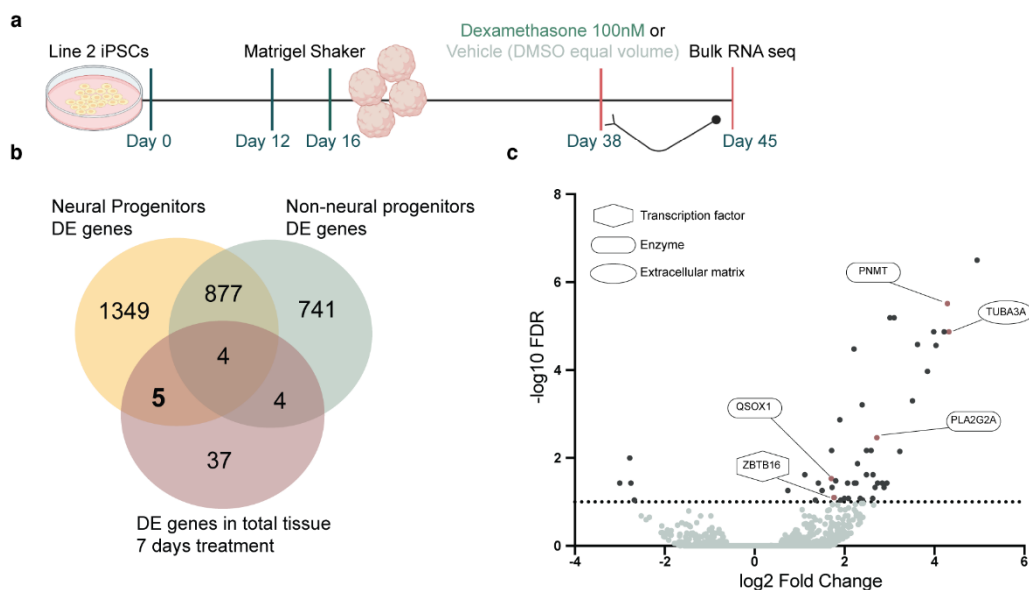 a
Dexamethasone 100nM or
Line 2 iPSCs
Matrigel Shaker
Vehicle (DMSO equal volume)
Bulk RNA seq
Day 0
Day 12
Day 16
Day 38
Day 45
b
Neural Progenitors
DE genes
Non-neural progenitors
DE genes
1349
877
741
4
5
4
37
DE genes in total tissue
7 days treatment
c
8
6
4
2
0
-log10 FDR
Transcription factor
Enzyme
Extracellular matrix
PNMT
TUBA3A
QSOX1
PLA2G2A
ZBTB16
-4
-2
0
2
4
6
log2 Fold Change